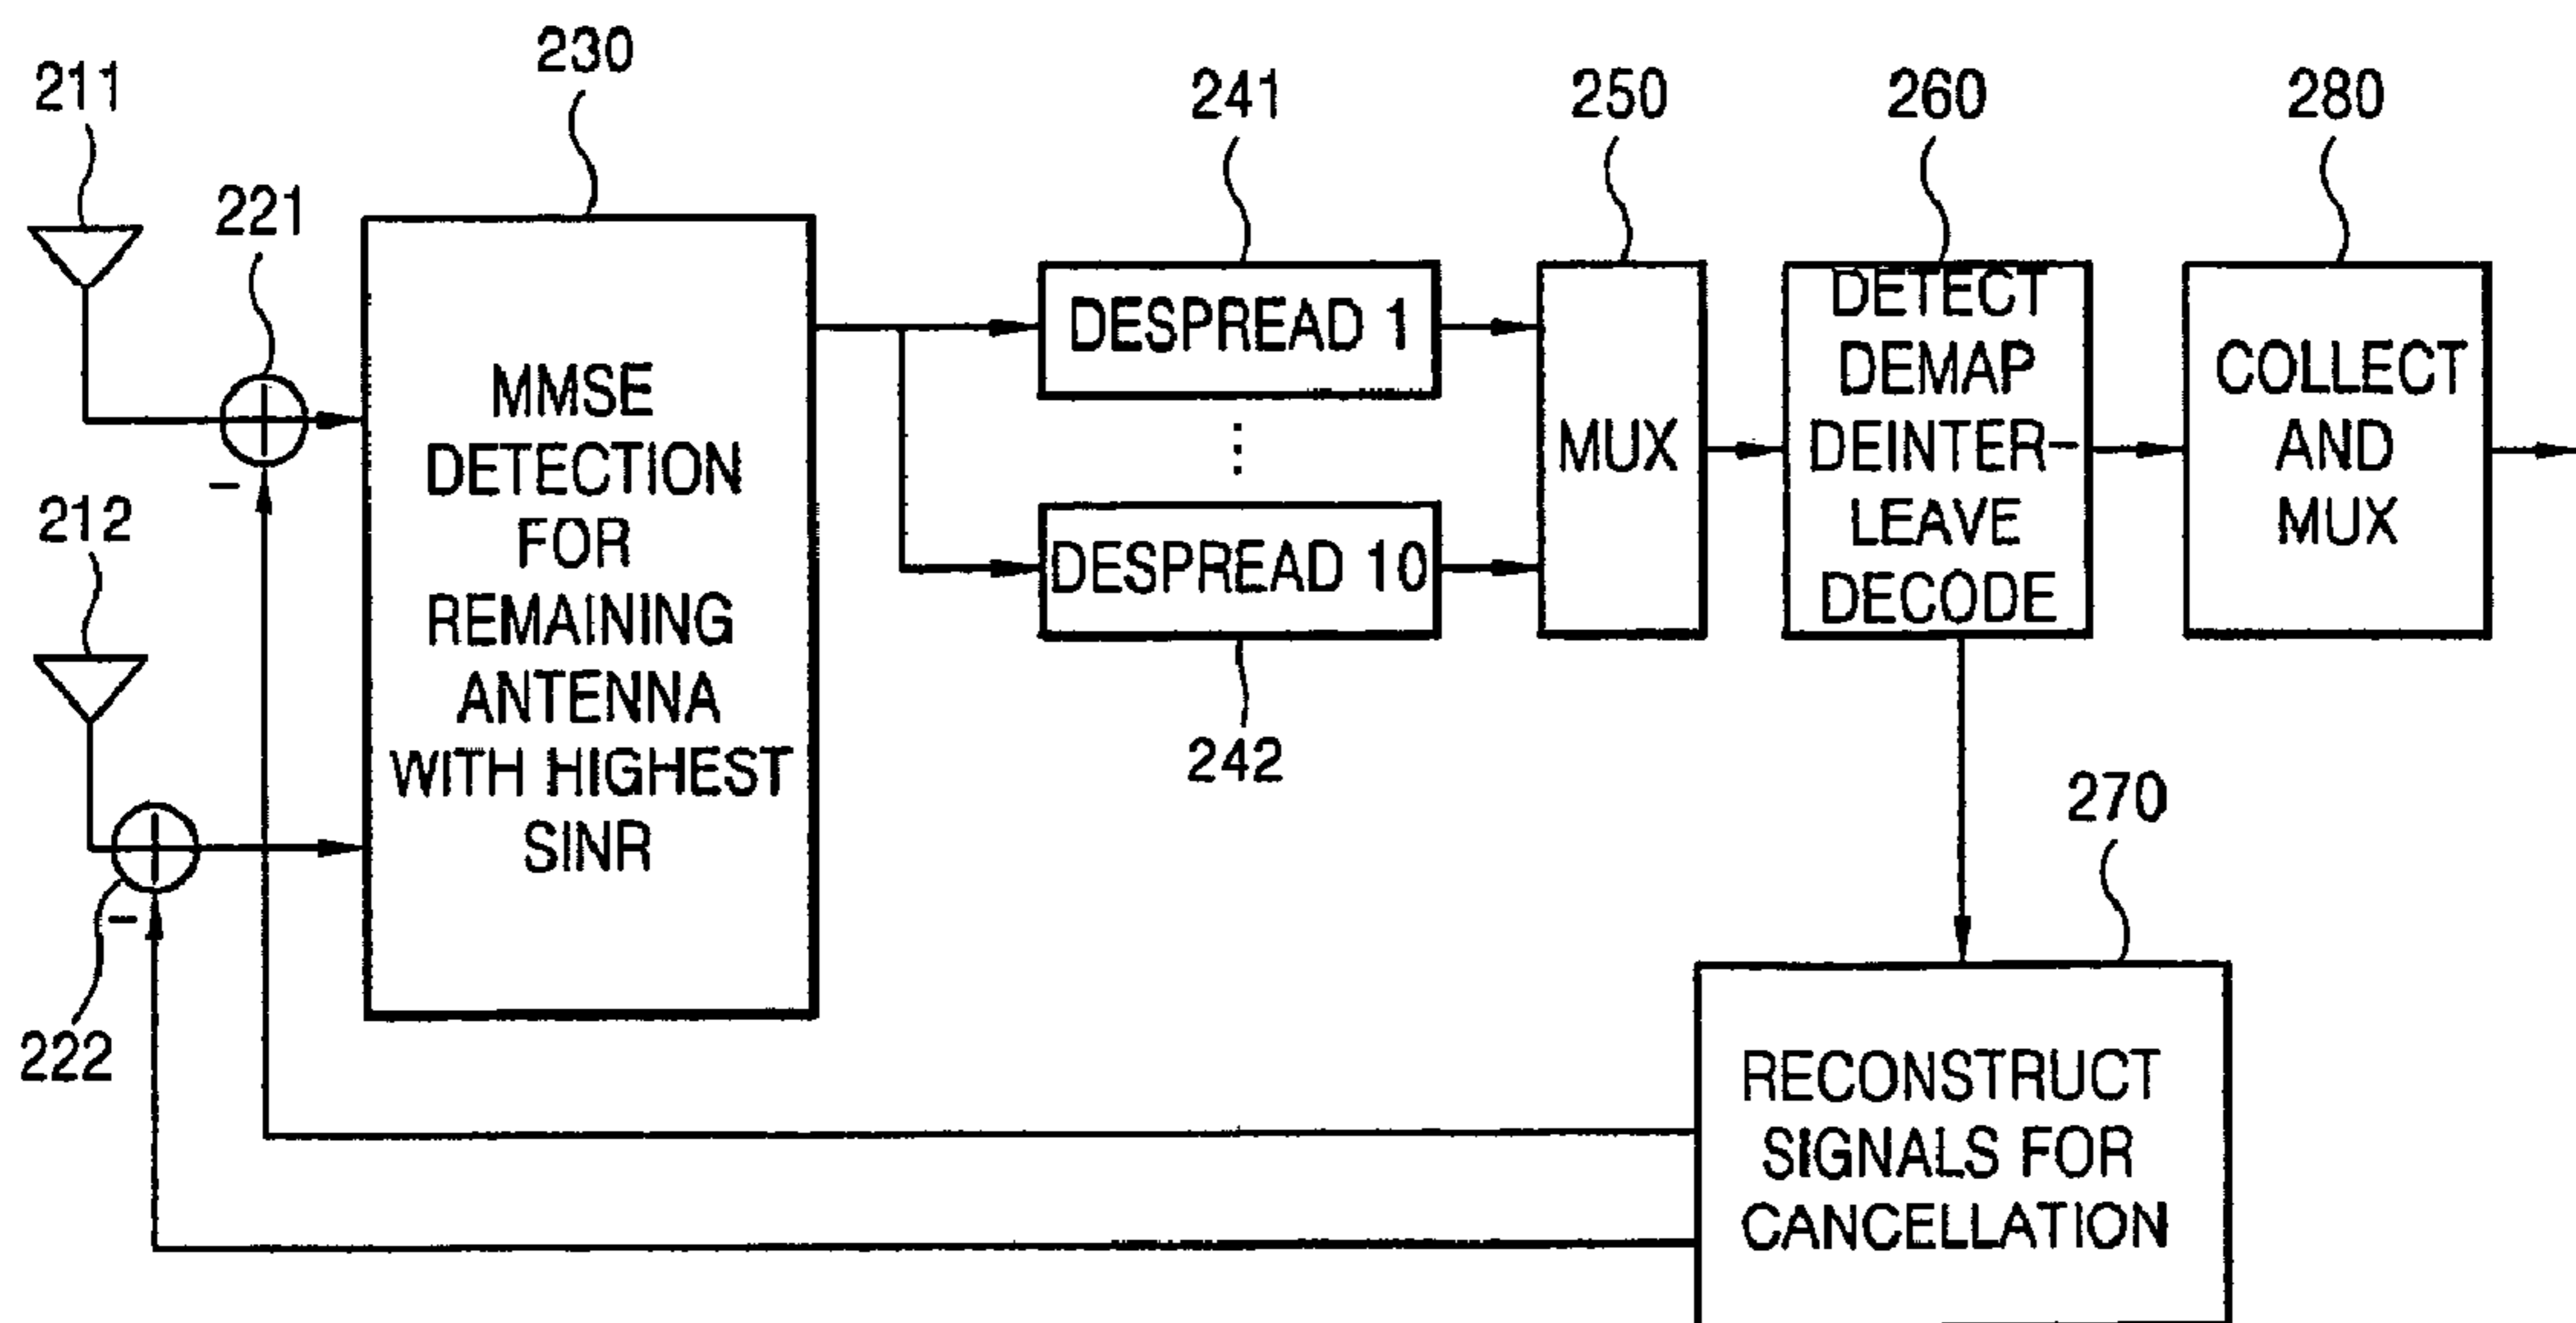 230
211
241
250
260
280
221
MMSE
DETECTION
FOR
REMAINING
ANTENNA
WITH HIGHEST
SINR
DESPREAD 1
⋮
DESPREAD 10
MUX
DETECT
DEMAP
DEINTER-
LEAVE
DECODE
COLLECT
AND
MUX
-
212
242
270
-
222
RECONSTRUCT
SIGNALS FOR
CANCELLATION